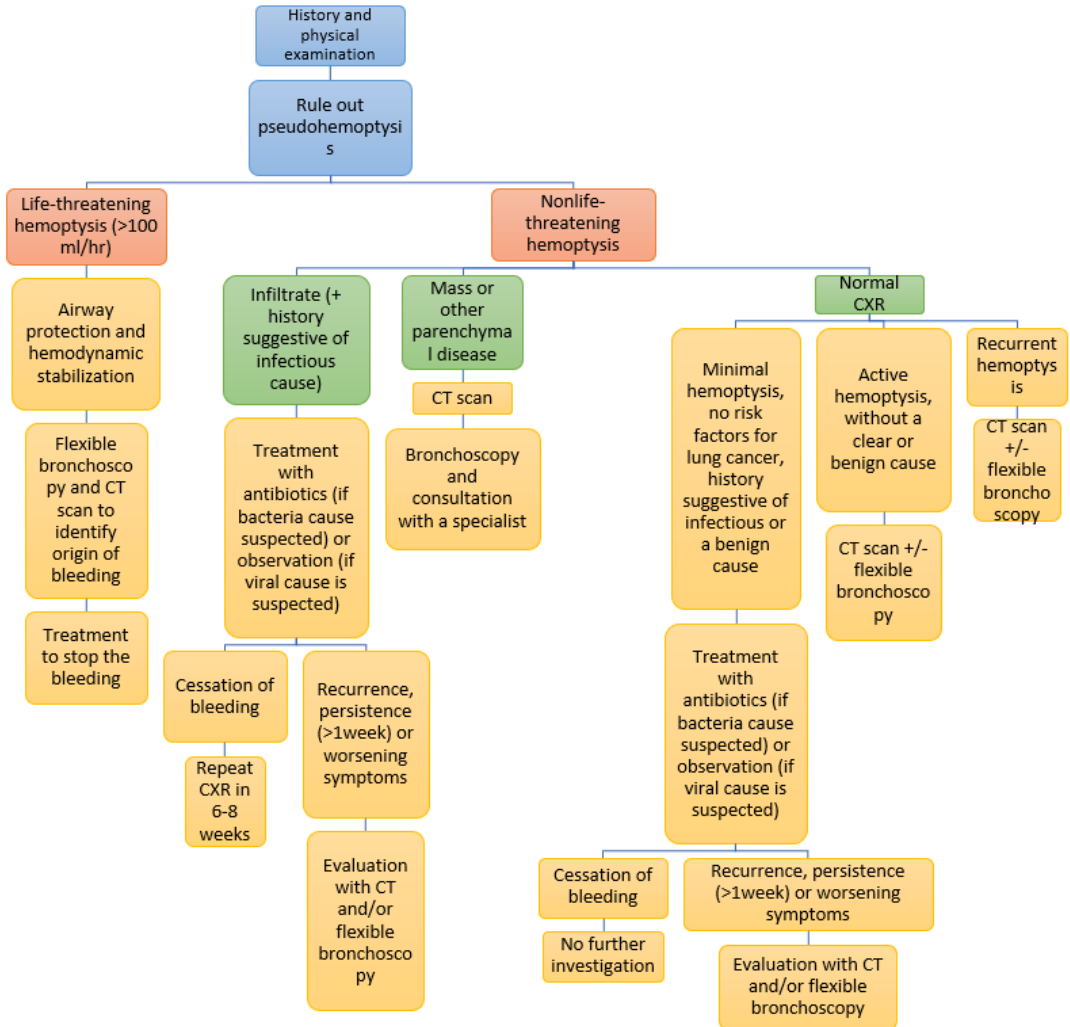 History and
physical
examination
Rule out
pseudohemoptysi
s
Life-threatening
hemoptysis (>100
ml/hr)
Airway
protection and
hemodynamic
stabilization
Flexible
bronchosco
py and CT
scan to
identify
origin of
bleeding
Treatment
to stop the
bleeding
Nonlife-
threatening
hemoptysis
Infiltrate (+
history
suggestive of
infectious
cause)
Treatment
with
antibiotics (if
bacteria cause
suspected) or
observation (if
viral cause is
suspected)
Cessation of
bleeding
Repeat
CXR in
6-8
weeks
Recurrence,
persistence
(>1week) or
worsening
symptoms
Evaluation
with CT
and/or
flexible
bronchosco
py
Mass or
other
parenchyma
l disease
CT scan
Bronchoscopy
and
consultation
with a specialist
Normal
CXR
Minimal
hemoptysis,
no risk
factors for
lung cancer,
history
suggestive of
infectious or
a benign
cause
Treatment
with
antibiotics (if
bacteria cause
suspected) or
observation (if
viral cause is
suspected)
Cessation of
bleeding
No further
investigation
Recurrence, persistence
(>1week) or worsening
symptoms
Evaluation with CT
and/or flexible
bronchoscopy
Active
hemoptysis,
without a
clear or
benign cause
CT scan +/-
flexible
bronchosco
py
Recurrent
hemoptys
is
CT scan
+/-
flexible
broncho
scopy